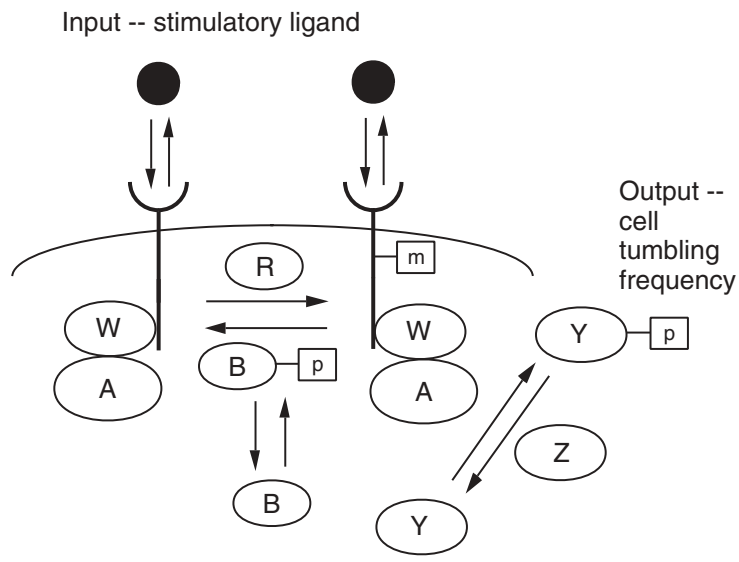 Input -- stimulatory ligand
Output --
cell
tumbling
frequency
R
m
W
W
Y
p
B
p
A
A
Z
B
Y